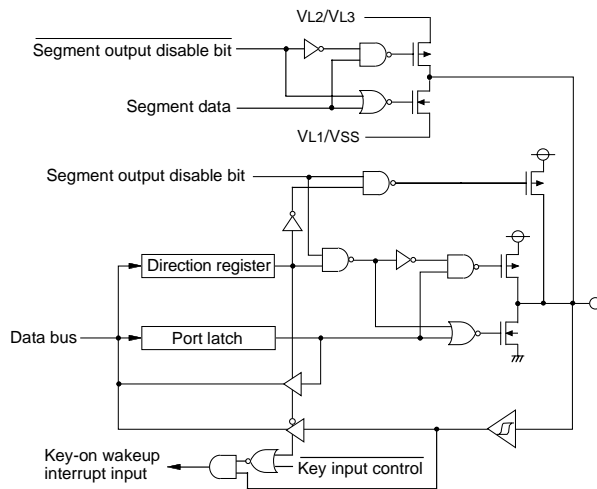 VL2/VL3
Segment output disable bit
Segment data
VL1/VSS
Segment output disable bit
Direction register
Data bus
Port latch
Key-on wakeup
interrupt input
Key input control